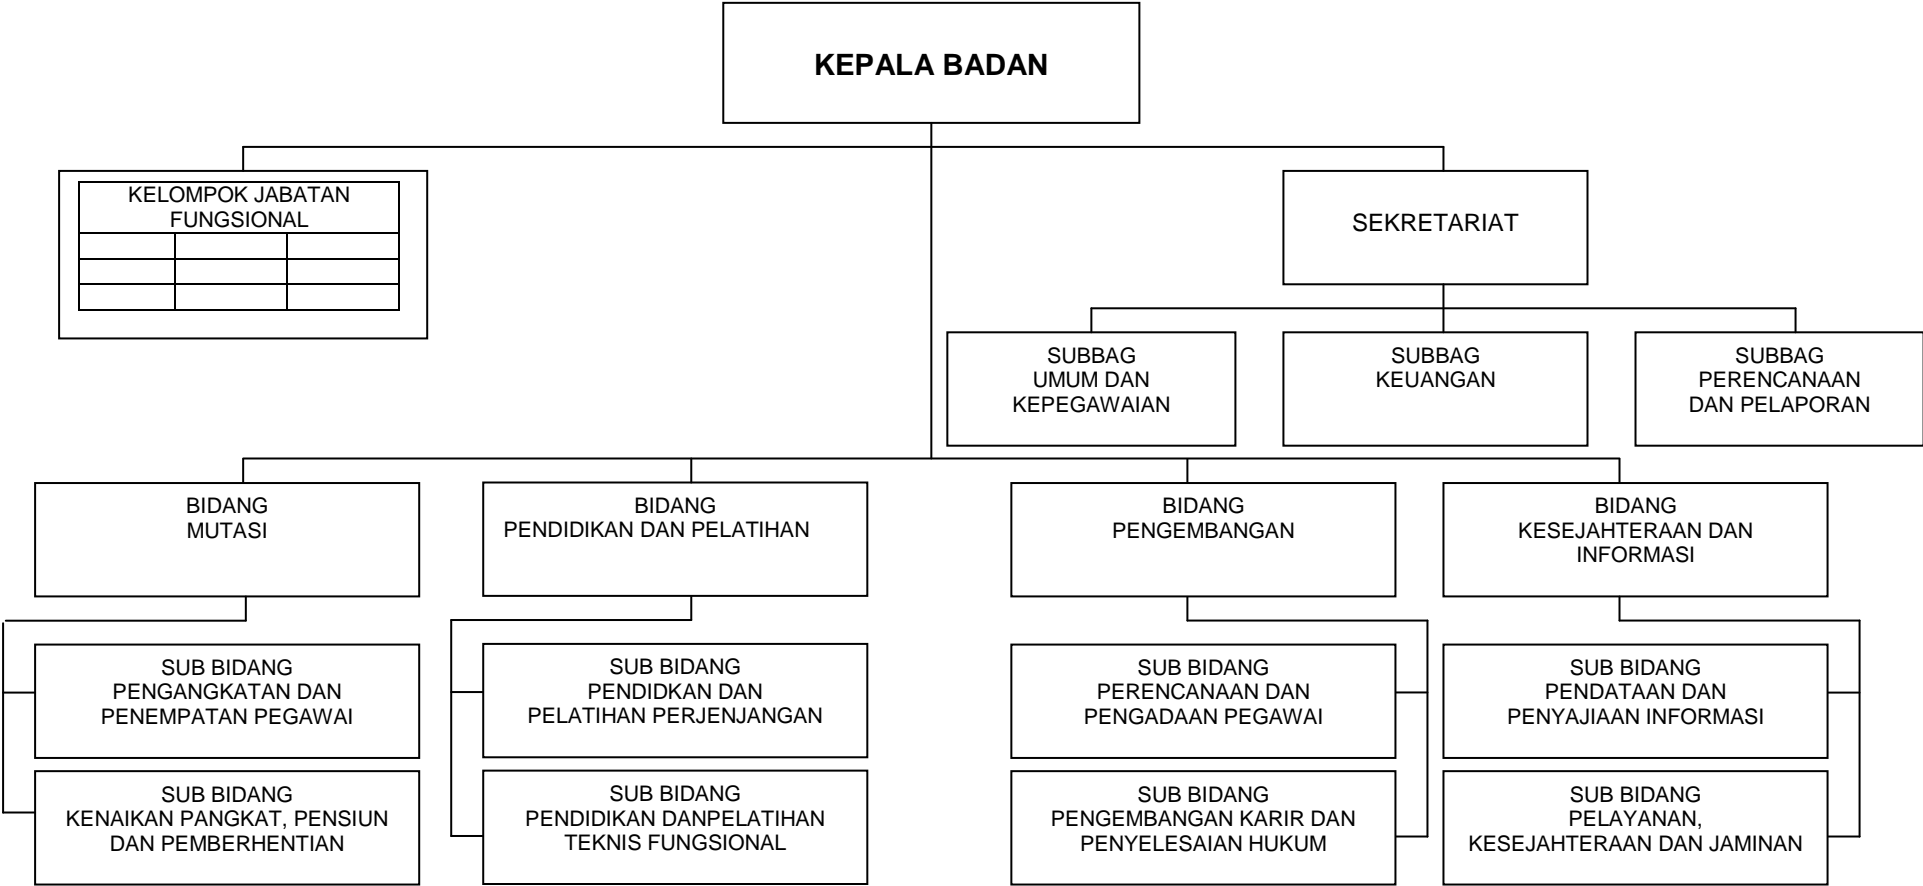 KEPALA BADAN
KELOMPOK JABATAN
FUNGSIONAL
SEKRETARIAT
SUBBAG
UMUM DAN
KEPEGAWAIAN
SUBBAG
KEUANGAN
SUBBAG
PERENCANAAN
DAN PELAPORAN
BIDANG
MUTASI
BIDANG
PENDIDIKAN DAN PELATIHAN
BIDANG
PENGEMBANGAN
BIDANG
KESEJAHTERAAN DAN
INFORMASI
SUB BIDANG
PENGANGKATAN DAN
PENEMPATAN PEGAWAI
SUB BIDANG
PENDIDKAN DAN
PELATIHAN PERJENJANGAN
SUB BIDANG
PERENCANAAN DAN
PENGADAAN PEGAWAI
SUB BIDANG
PENDATAAN DAN
PENYAJIAAN INFORMASI
SUB BIDANG
KENAIKAN PANGKAT, PENSIUN
DAN PEMBERHENTIAN
SUB BIDANG
PENDIDIKAN DANPELATIHAN
TEKNIS FUNGSIONAL
SUB BIDANG
PENGEMBANGAN KARIR DAN
PENYELESAIAN HUKUM
SUB BIDANG
PELAYANAN,
KESEJAHTERAAN DAN JAMINAN